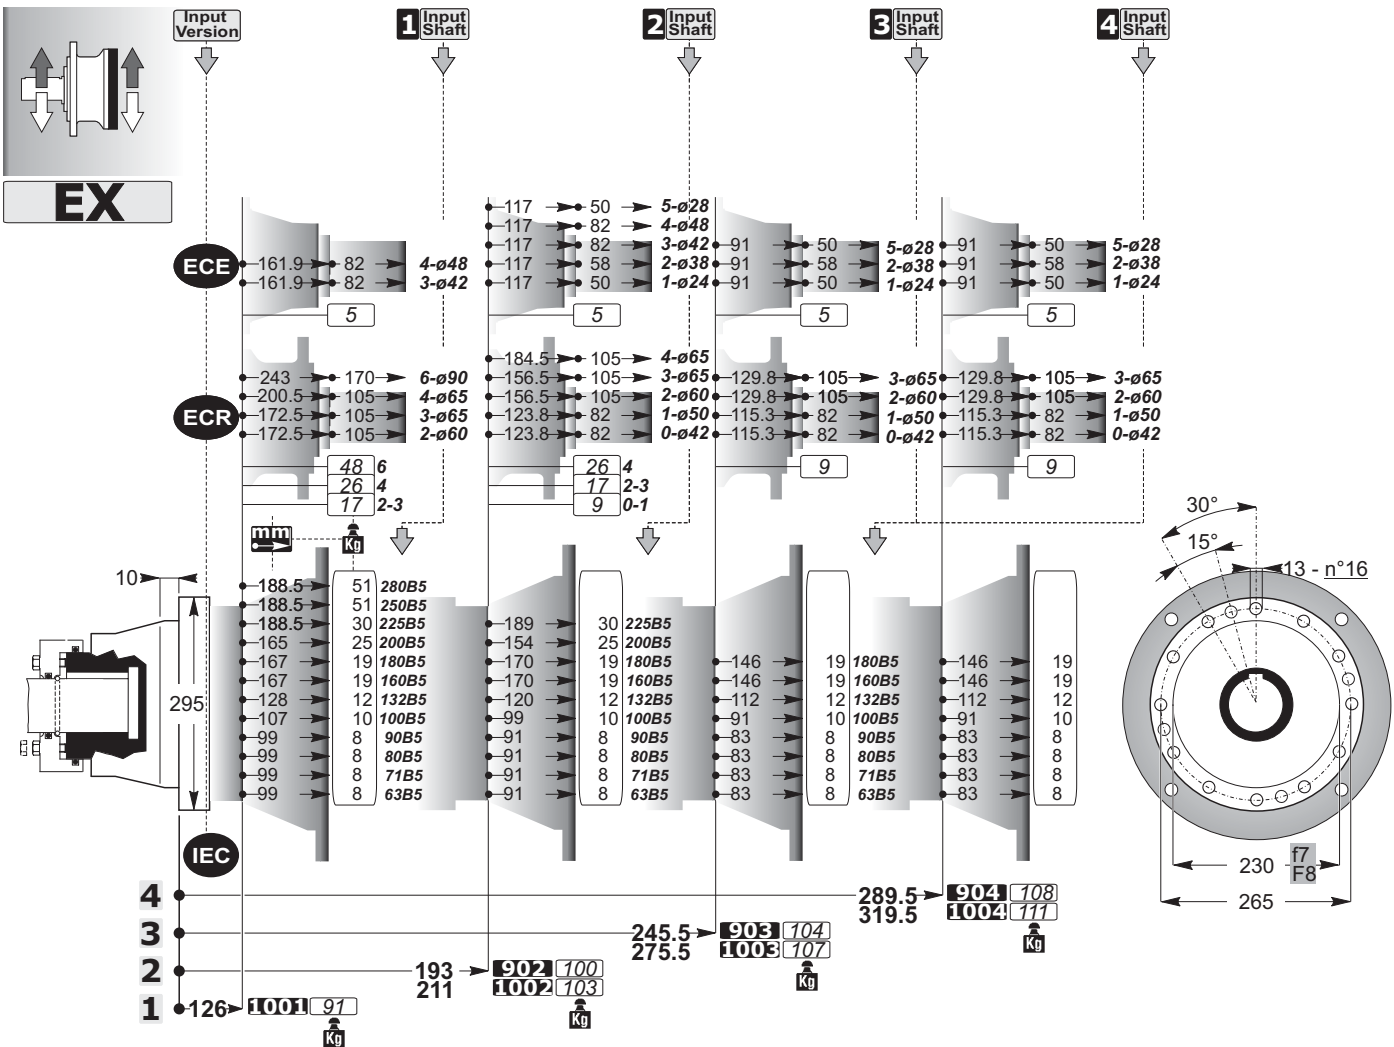 Input Version
1 Input Shaft
2 Input Shaft
3 Input Shaft
4 Input Shaft
EX
117 50 5-ø28
117 82 4-ø48
117 82 3-ø42 91 50 5-ø28 91 50 5-ø28
ECE 161.9 82 4-ø48 117 58 2-ø38 91 58 2-ø38 91 58 2-ø38
161.9 82 3-ø42 117 50 1-ø24 91 50 1-ø24 91 50 1-ø24
5 5 5 5
184.5 105 4-ø65
243 170 6-ø90 156.5 105 3-ø65 129.8 105 3-ø65 129.8 105 3-ø65
200.5 105 4-ø65 156.5 105 2-ø60 129.8 105 2-ø60 129.8 105 2-ø60
ECR 172.5 105 3-ø65 123.8 82 1-ø50 115.3 82 1-ø50 115.3 82 1-ø50
172.5 105 2-ø60 123.8 82 0-ø42 115.3 82 0-ø42 115.3 82 0-ø42
48 6 26 4 9 9
26 4 17 2-3
17 2-3 9 0-1
mm Kg
188.5 51 280B5
188.5 51 250B5
188.5 30 225B5 189 30 225B5
165 25 200B5 154 25 200B5
167 19 180B5 170 19 180B5 146 19 180B5 146 19
167 19 160B5 170 19 160B5 146 19 160B5 146 19
128 12 132B5 120 12 132B5 112 12 132B5 112 12
107 10 100B5 99 10 100B5 91 10 100B5 91 10
99 8 90B5 91 8 90B5 83 8 90B5 83 8
99 8 80B5 91 8 80B5 83 8 80B5 83 8
99 8 71B5 91 8 71B5 83 8 71B5 83 8
99 8 63B5 91 8 63B5 83 8 63B5 83 8
10
295
IEC
30°
15°
13 - n°16
230 f7 F8
265
4 289.5 904 108
319.5 1004 111
Kg
3 245.5 903 104
275.5 1003 107
Kg
2 193 902 100
211 1002 103
Kg
1 126 1001 91
Kg